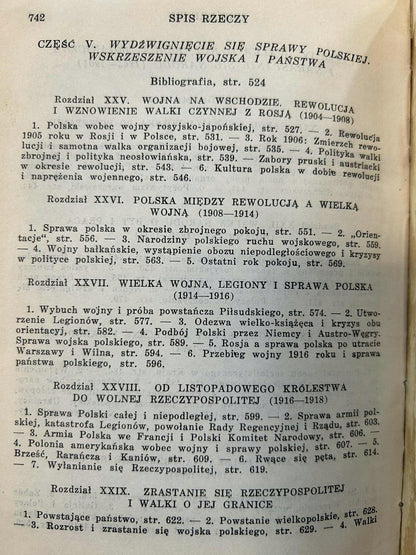 742 SPIS RZECZY
CZĘŚĆ V. WYDŹWIGNIĘCIE SIĘ SPRAWY POLSKIEJ.
WSKRZESZENIE WOJSKA I PAŃSTWA
Bibliografia, str. 524
Rozdział XXV. WOJNA NA WSCHODZIE. REWOLUCJA
I WZNOWIENIE WALKI CZYNNEJ Z ROSJĄ (1904—1908)
1. Polska wobec wojny rosyjsko-japońskiej, str. 527. — 2. Rewolucja
1905 roku w Rosji i w Polsce, str. 531. — 3. Rok 1906: Zmierzch rewo-
lucji i samotna walka organizacji bojowej, str. 535. — 4. Polityka walki
zbrojnej i polityka neosłowiańska, str. 539. — Zabory pruski i austriacki
w okresie rewolucji, str. 543. — 6. Kultura polska w dobie rewolucji
i naprężenia wojennego, str. 546.
Rozdział XXVI. POLSKA MIĘDZY REWOLUCJĄ A WIELKĄ
WOJNĄ (1908—1914)
1. Sprawa polska w okresie zbrojnego pokoju, str. 551. — 2. „Orien-
tacje", str. 556. — 3. Narodziny polskiego ruchu wojskowego, str. 559.
— 4. Wojny bałkańskie, wystąpienie obozu niepodległościowego i kryzysy
w polityce polskiej, str. 563. — 5. Ostatni rok pokoju, str. 569.
Rozdział XXVII. WIELKA WOJNA, LEGIONY I SPRAWA POLSKA
(1914—1916)
1. Wybuch wojny i próba powstańcza Piłsudskiego, str. 574. — 2. Utwo-
rzenie Legionów, str. 577. — 3. Odezwa wielko-książęca i kryzys obu
orientacyj, str. 582. — 4. Podbój Polski przez Niemcy i Austro-Węgry.
Sprawa wojska polskiego, str. 589. — 5. Rosja a sprawa polska po utracie
Warszawy i Wilna, str. 594. — 6. Przebieg wojny 1916 roku i sprawa
państwa polskiego, str. 596.
Rozdział XXVIII. OD LISTOPADOWEGO KRÓLESTWA
DO WOLNEJ RZECZYPOSPOLITEJ (1916—1918)
1. Sprawa Polski całej i niepodległej, str. 599. — 2. Sprawa armii pol-
skiej, katastrofa Legionów, powołanie Rady Regencyjnej i Rządu, str. 603.
— 3. Armia Polska we Francji i Polski Komitet Narodowy, str. 606. —
4. Polonia amerykańska wobec wojny i sprawy polskiej, str. 607. — 5.
Brześć, Rarańcza i Kaniów, str. 609. — 6. Rwące się pęta, str. 614.
— 7. Wyłanianie się Rzeczypospolitej, str. 619.
Rozdział XXIX. ZRASTANIE SIĘ RZECZYPOSPOLITEJ
I WALKI O JEJ GRANICE
1. Powstające państwo, str. 622. — 2. Powstanie wielkopolskie, str. 628.
— 3. Rozrost i zrastanie się wojska polskiego, str. 629. — 4. Walki